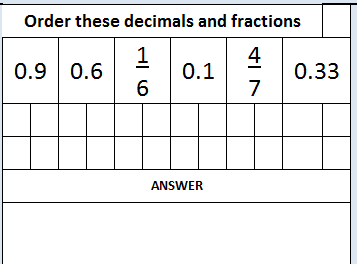 Order these decimals and fractions
0.9 0.6 1/6 0.1 4/7 0.33
ANSWER